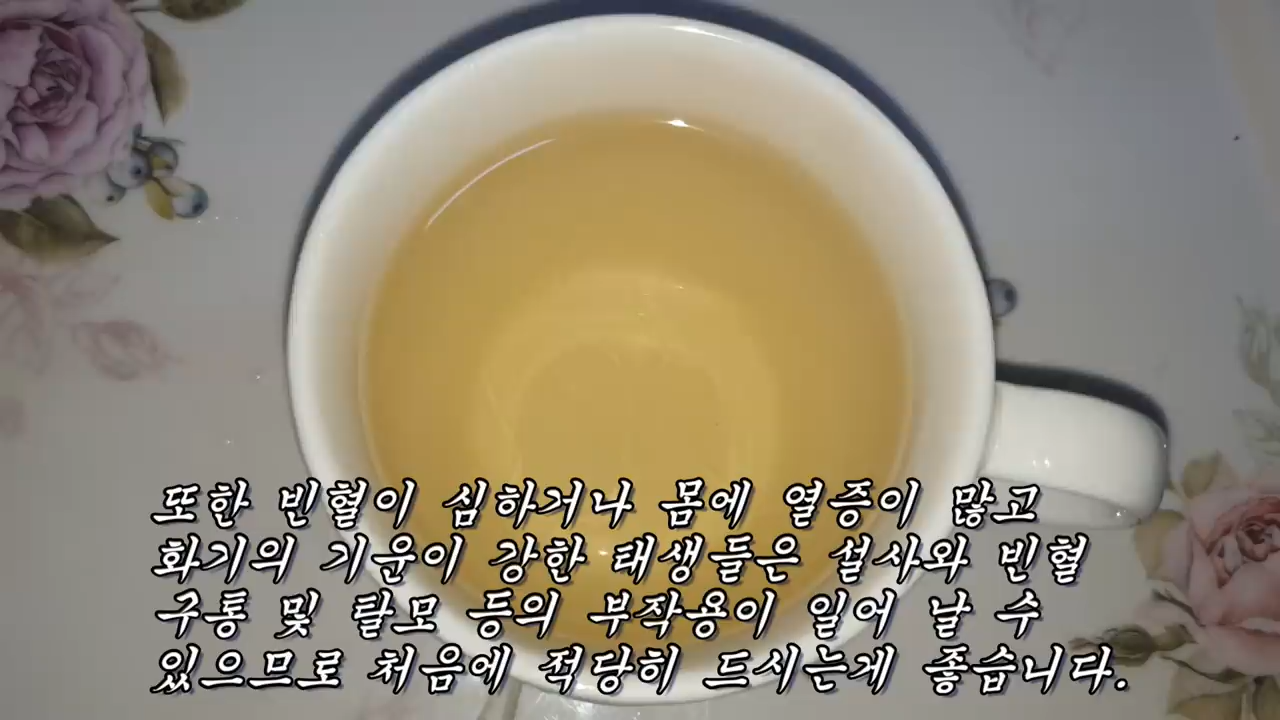 또한 빈혈이 심하거나 몸에 열증이 많고
화기의 기운이 강한 태생들은 설사와 빈혈
구통 및 탈모 등의 부작용이 일어 날 수
있으므로 처음에 적당히 드시는게 좋습니다.